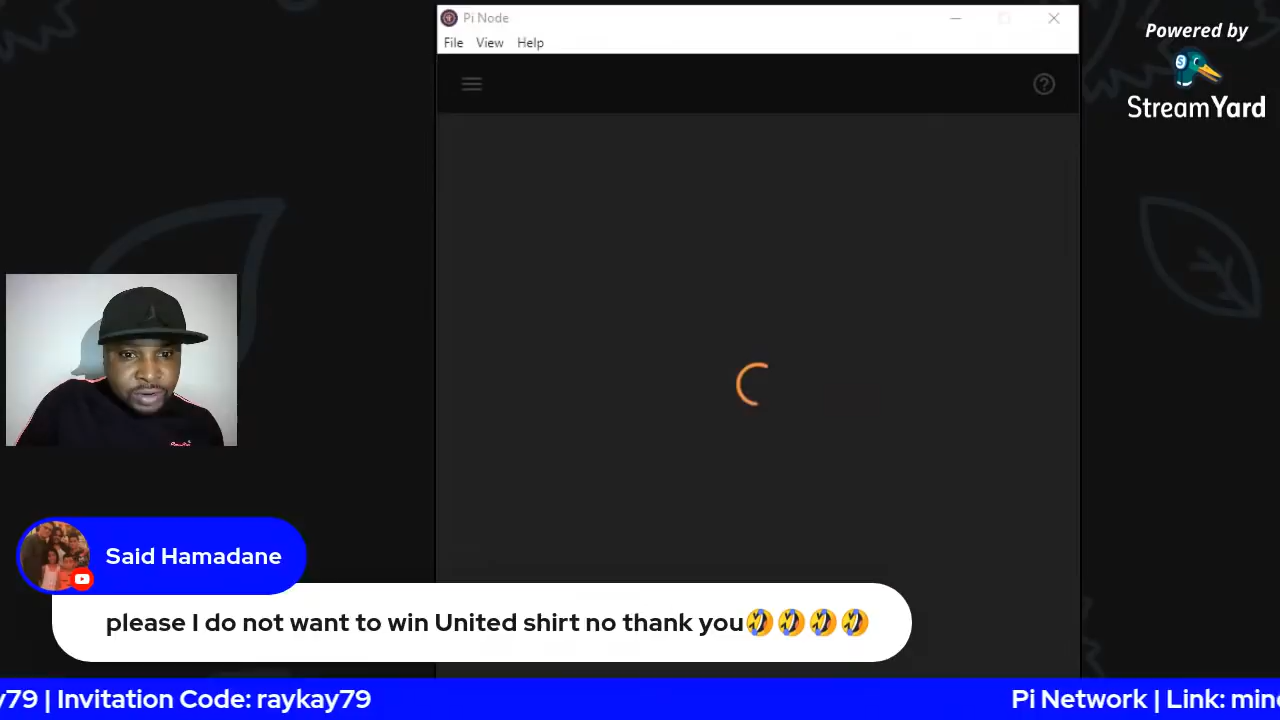 Pi Node
File View Help
Powered by
StreamYard
Said Hamadane
please I do not want to win United shirt no thank you🤣🤣🤣🤣
y79 | Invitation Code: raykay79
Pi Network | Link: mine